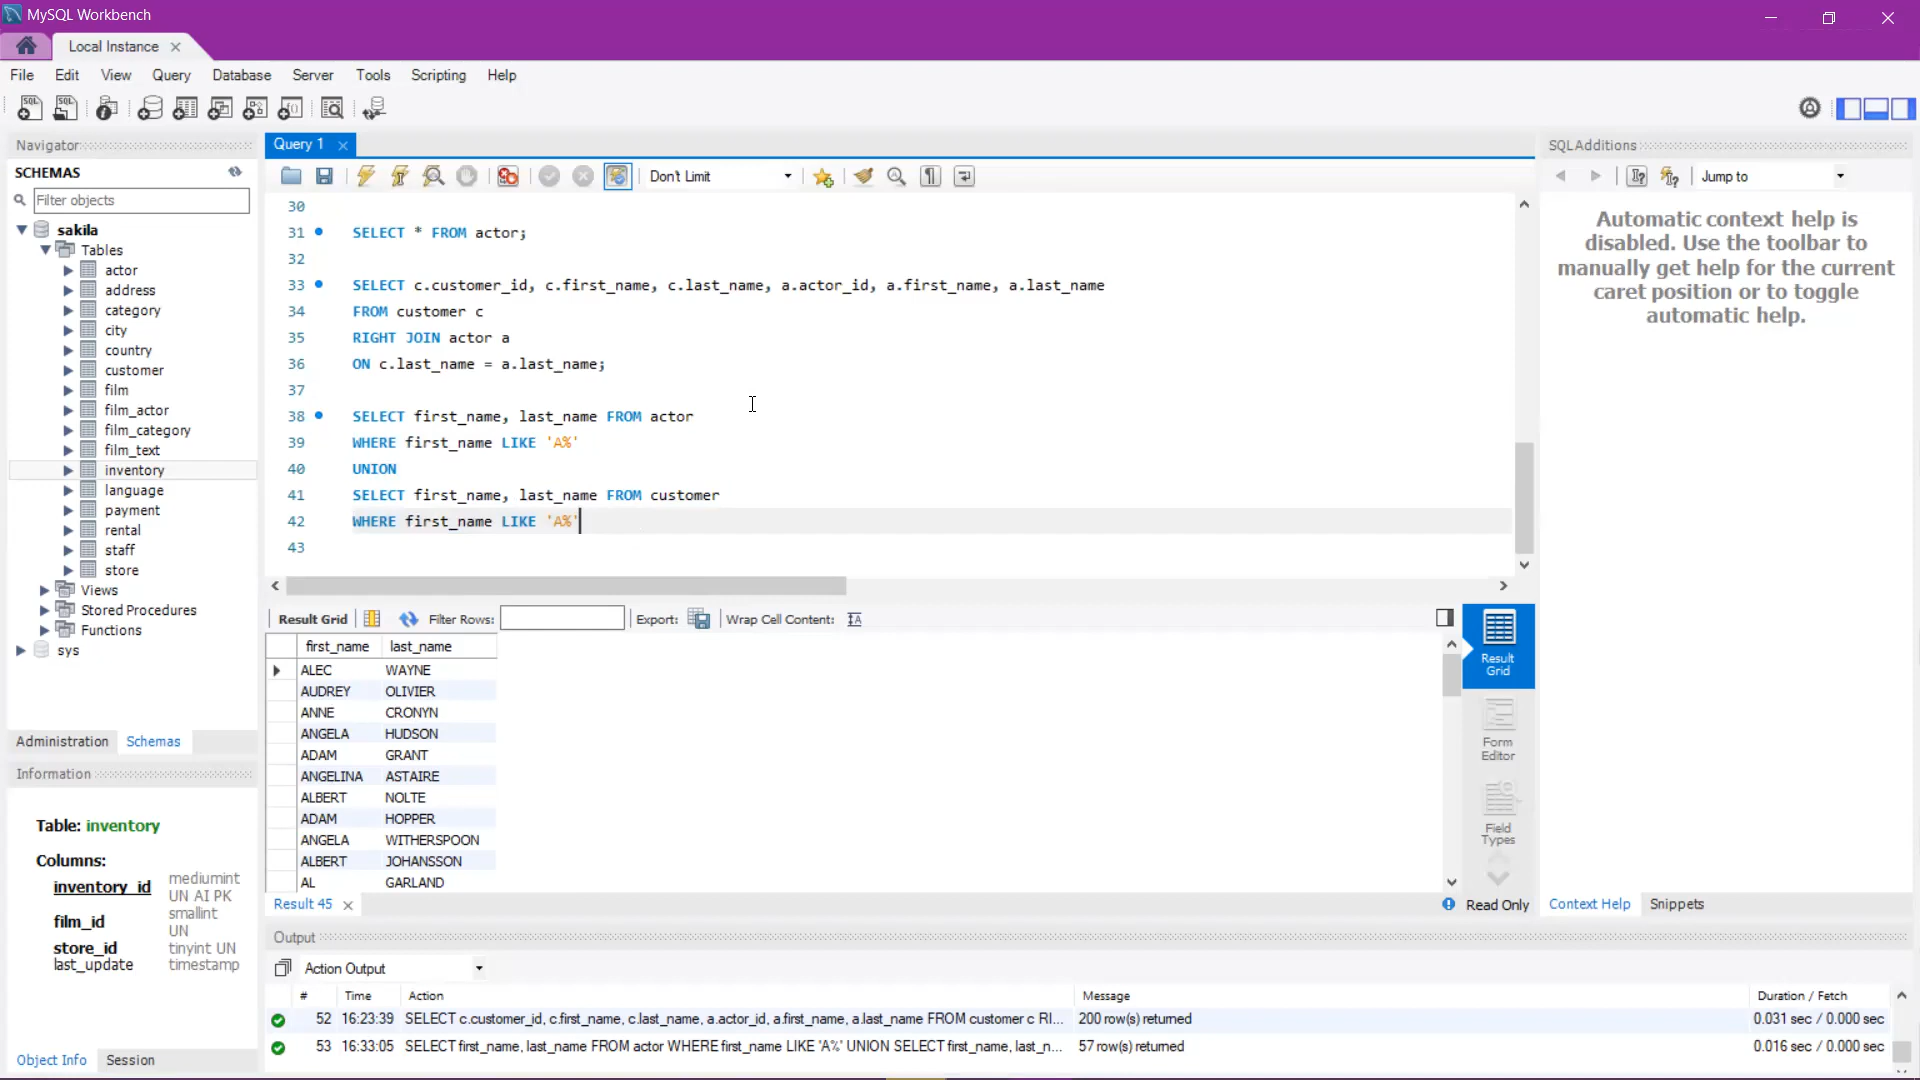 MySQL Workbench
Local Instance
File Edit View Query Database Server Tools Scripting Help
Navigator
SCHEMAS
Filter objects
sakila
Tables
actor
address
category
city
country
customer
film
film_actor
film_category
film_text
inventory
language
payment
rental
staff
store
Views
Stored Procedures
Functions
sys
Administration Schemas
Information
Table: inventory
Columns:
inventory_id mediumint UN AI PK
film_id smallint UN
store_id tinyint UN
last_update timestamp
Object Info Session
Query 1
Don't Limit
30
31 SELECT * FROM actor;
32
33 SELECT c.customer_id, c.first_name, c.last_name, a.actor_id, a.first_name, a.last_name
34 FROM customer c
35 RIGHT JOIN actor a
36 ON c.last_name = a.last_name;
37
38 SELECT first_name, last_name FROM actor
39 WHERE first_name LIKE 'A%'
40 UNION
41 SELECT first_name, last_name FROM customer
42 WHERE first_name LIKE 'A%'
43
Result Grid Filter Rows: Export: Wrap Cell Content:
first_name last_name
ALEC WAYNE
AUDREY OLIVIER
ANNE CRONYN
ANGELA HUDSON
ADAM GRANT
ANGELINA ASTAIRE
ALBERT NOLTE
ADAM HOPPER
ANGELA WITHERSPOON
ALBERT JOHANSSON
AL GARLAND
Result Grid
Form Editor
Field Types
Result 45
Read Only
SQLAdditions
Jump to
Automatic context help is
disabled. Use the toolbar to
manually get help for the current
caret position or to toggle
automatic help.
Context Help Snippets
Output
Action Output
# Time Action Message Duration / Fetch
52 16:23:39 SELECT c.customer_id, c.first_name, c.last_name, a.actor_id, a.first_name, a.last_name FROM customer c RI... 200 row(s) returned 0.031 sec / 0.000 sec
53 16:33:05 SELECT first_name, last_name FROM actor WHERE first_name LIKE 'A%' UNION SELECT first_name, last_n... 57 row(s) returned 0.016 sec / 0.000 sec